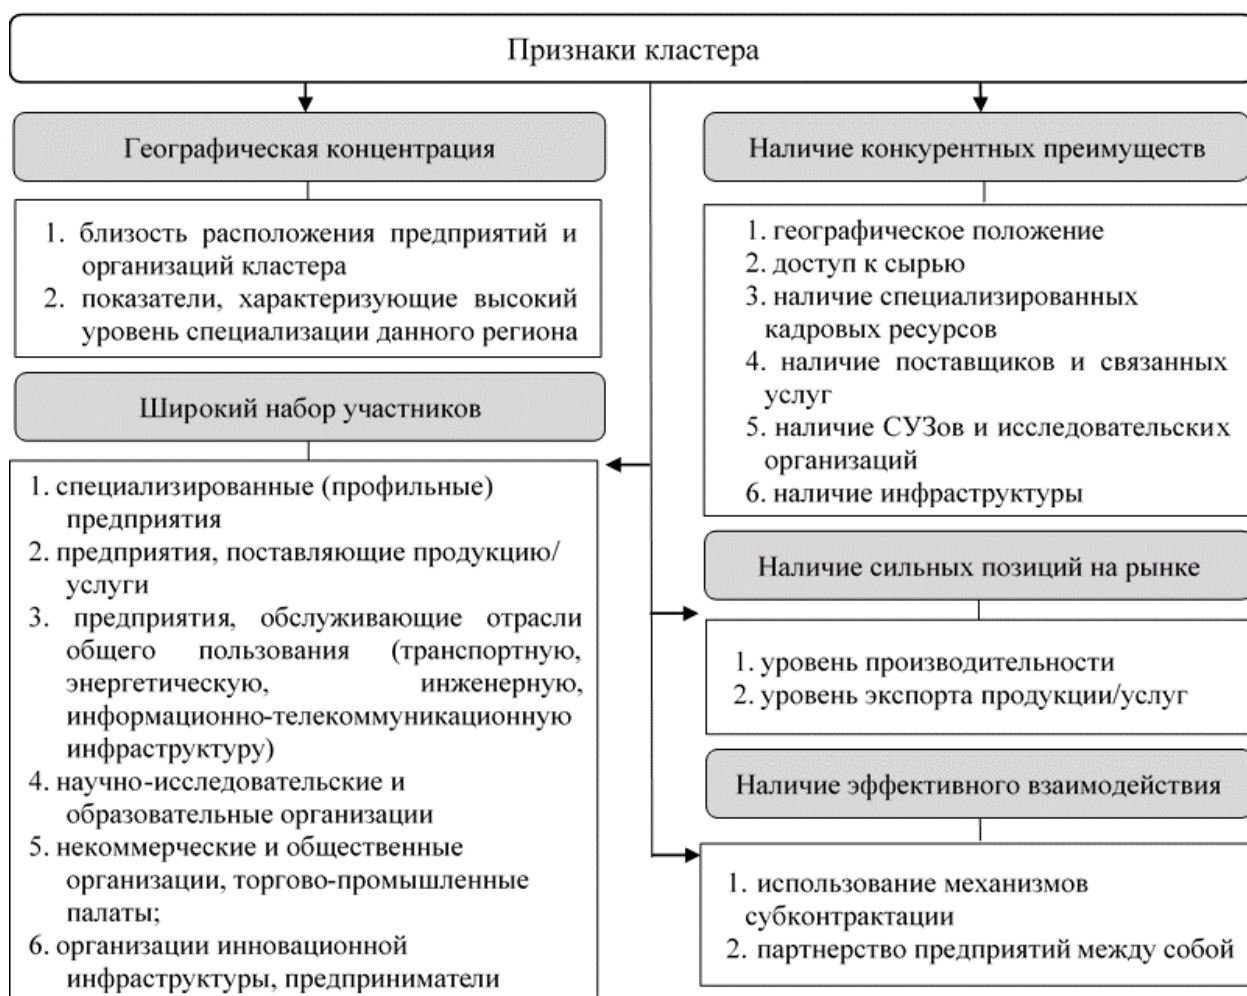 Признаки кластера
Географическая концентрация
1. близость расположения предприятий и
организаций кластера
2. показатели, характеризующие высокий
уровень специализации данного региона
Широкий набор участников
1. специализированные (профильные)
предприятия
2. предприятия, поставляющие продукцию/
услуги
3. предприятия, обслуживающие отрасли
общего пользования (транспортную,
энергетическую, инженерную,
информационно-телекоммуникационную
инфраструктуру)
4. научно-исследовательские и
образовательные организации
5. некоммерческие и общественные
организации, торгово-промышленные
палаты;
6. организации инновационной
инфраструктуры, предприниматели
Наличие конкурентных преимуществ
1. географическое положение
2. доступ к сырью
3. наличие специализированных
кадровых ресурсов
4. наличие поставщиков и связанных
услуг
5. наличие СУЗов и исследовательских
организаций
6. наличие инфраструктуры
Наличие сильных позиций на рынке
1. уровень производительности
2. уровень экспорта продукции/услуг
Наличие эффективного взаимодействия
1. использование механизмов
субконтрактации
2. партнерство предприятий между собой